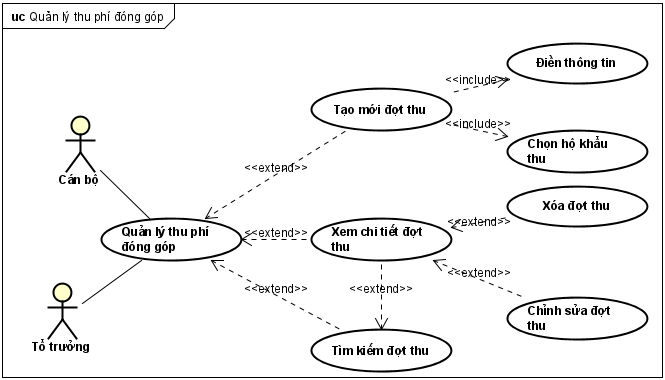 uc Quản lý thu phí đóng góp
Điền thông tin
<<include>>
Tạo mới đợt thu
<<include>>
Chọn hộ khẩu
thu
Cán bộ
<<extend>>
Xóa đợt thu
<<extend>>
Quản lý thu phí
đóng góp
<<extend>>
Xem chi tiết đợt
thu
<<extend>>
<<extend>>
<<extend>>
Chỉnh sửa đợt
thu
Tổ trưởng
Tìm kiếm đợt thu